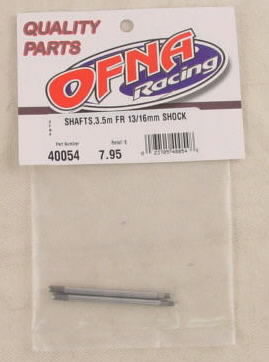 QUALITY
PARTS
OFNA
Racing
SHAFTS,3.5m FR 13/16mm SHOCK
Part Number
Retail $
40054
7.95